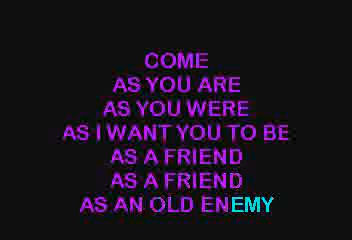 COME
AS YOU ARE
AS YOU WERE
AS I WANT YOU TO BE
AS A FRIEND
AS A FRIEND
AS AN OLD ENEMY